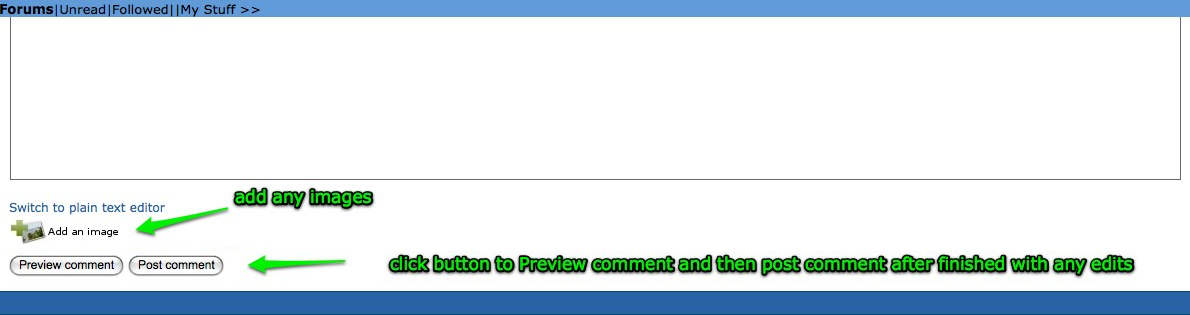 Forums|Unread|Followed||My Stuff >>
add any images
Switch to plain text editor
Add an image
Preview comment Post comment click button to Preview comment and then post comment after finished with any edits